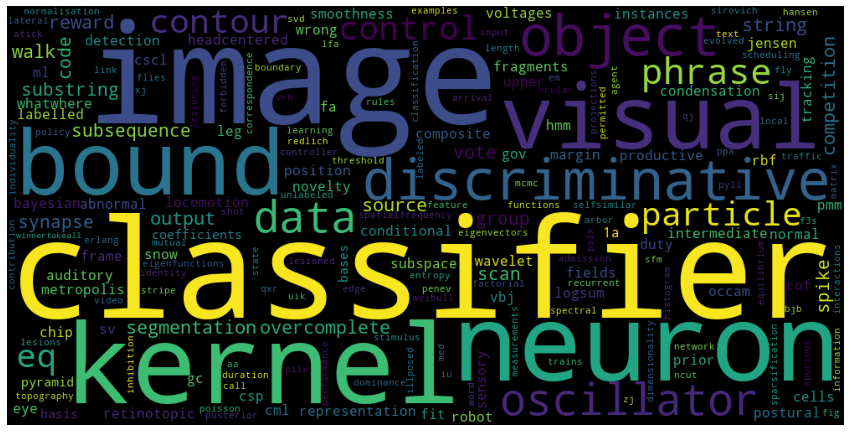 normalisation reward contour smoothness voltages instances sirovich hansen
lateral svd control wrong examples string
atick headcentered lfa length input text evolved jensen
walk code detection image object scheduling
ml cscl link flies boundary fragments em fly phrase
substring xj lesioning forbidden correspondence upper agent condensation sij tracking competition
whatwhere vrh rules classification arrival ocular projections permitted
labelled fa visual hmm qj local
subsequence leg learning composite labeled vote gov margin productive ppa traffic
individuality policy redlich controller rbf matrix
bound position threshold discriminative pyli
bayesian abnormal unlabeled novelty mcmc
locomotion shot feature functions selfsimilar
contribution synapse output data source group particle pmm
winnertakeall erlang coefficients mutual spatialfrequency conditional eigenvectors arbor 1a f3s
frame snow state lesioned wavelet intermediate normal
auditory eigenfunctions identity bases subspace scan fields duty sfm spike interactions
metropolis qxr edge entropy factorial vbj admission histogram equilibrium cof
video stripe uik weibull penev recurrent logsum occam bjb
classifier
chip sv segmentation overcomplete spectral measurements
lesions eq stimulus neuron prior network information
pyramid inhibition aa gc duration call performance illposed med trains dimensionality ncut sparsification spurious
topography kernel csp piix dominance iu sensory word cells
eye basis retinotopic poisson posterior cml representation fit robot oscillator zj postural fig